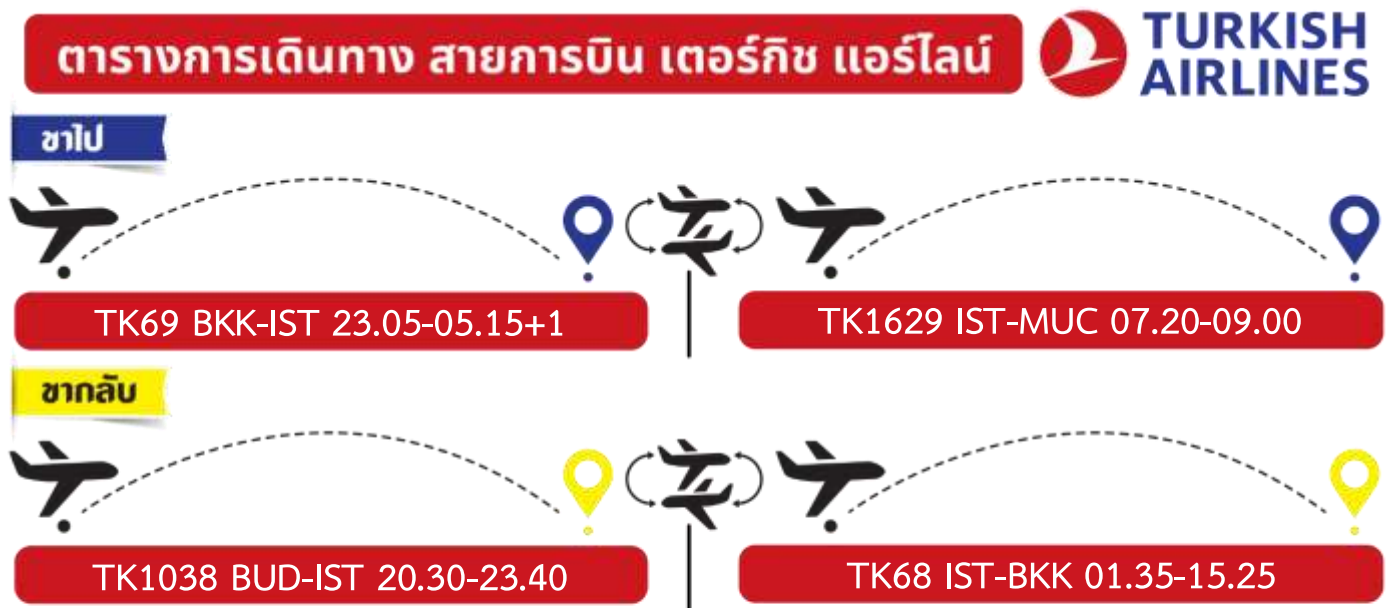 ตารางการเดินทาง สายการบิน เตอร์กิช แอร์ไลน์
TURKISH
AIRLINES
ขาไป
TK69 BKK-IST 23.05-05.15+1
TK1629 IST-MUC 07.20-09.00
ขากลับ
TK1038 BUD-IST 20.30-23.40
TK68 IST-BKK 01.35-15.25